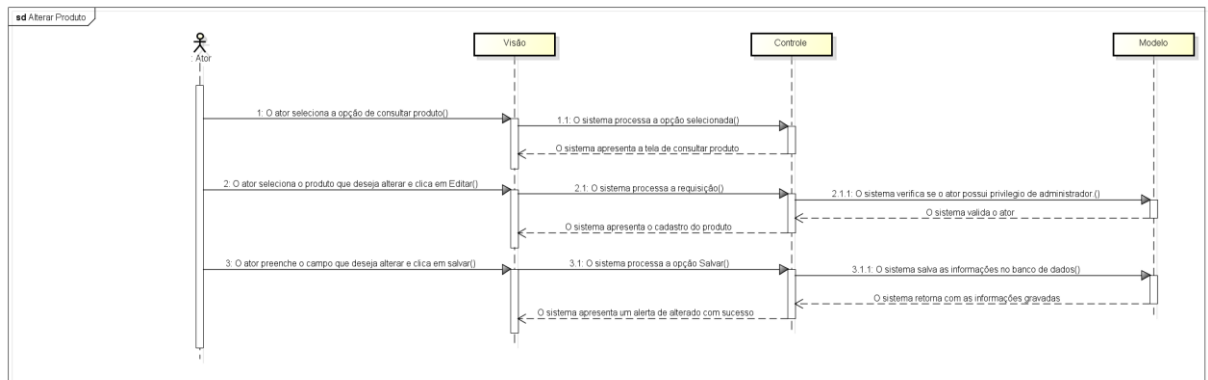 sd Alterar Produto
: Ator
Visão
Controle
Modelo
1: O ator seleciona a opção de consultar produto()
1.1: O sistema processa a opção selecionada()
O sistema apresenta a tela de consultar produto
2: O ator seleciona o produto que deseja alterar e clica em Editar()
2.1: O sistema processa a requisição()
2.1.1: O sistema verifica se o ator possui privilegio de administrador.()
O sistema valida o ator
O sistema apresenta o cadastro do produto
3: O ator preenche o campo que deseja alterar e clica em salvar()
3.1: O sistema processa a opção Salvar()
3.1.1: O sistema salva as informações no banco de dados()
O sistema retorna com as informações gravadas
O sistema apresenta um alerta de alterado com sucesso